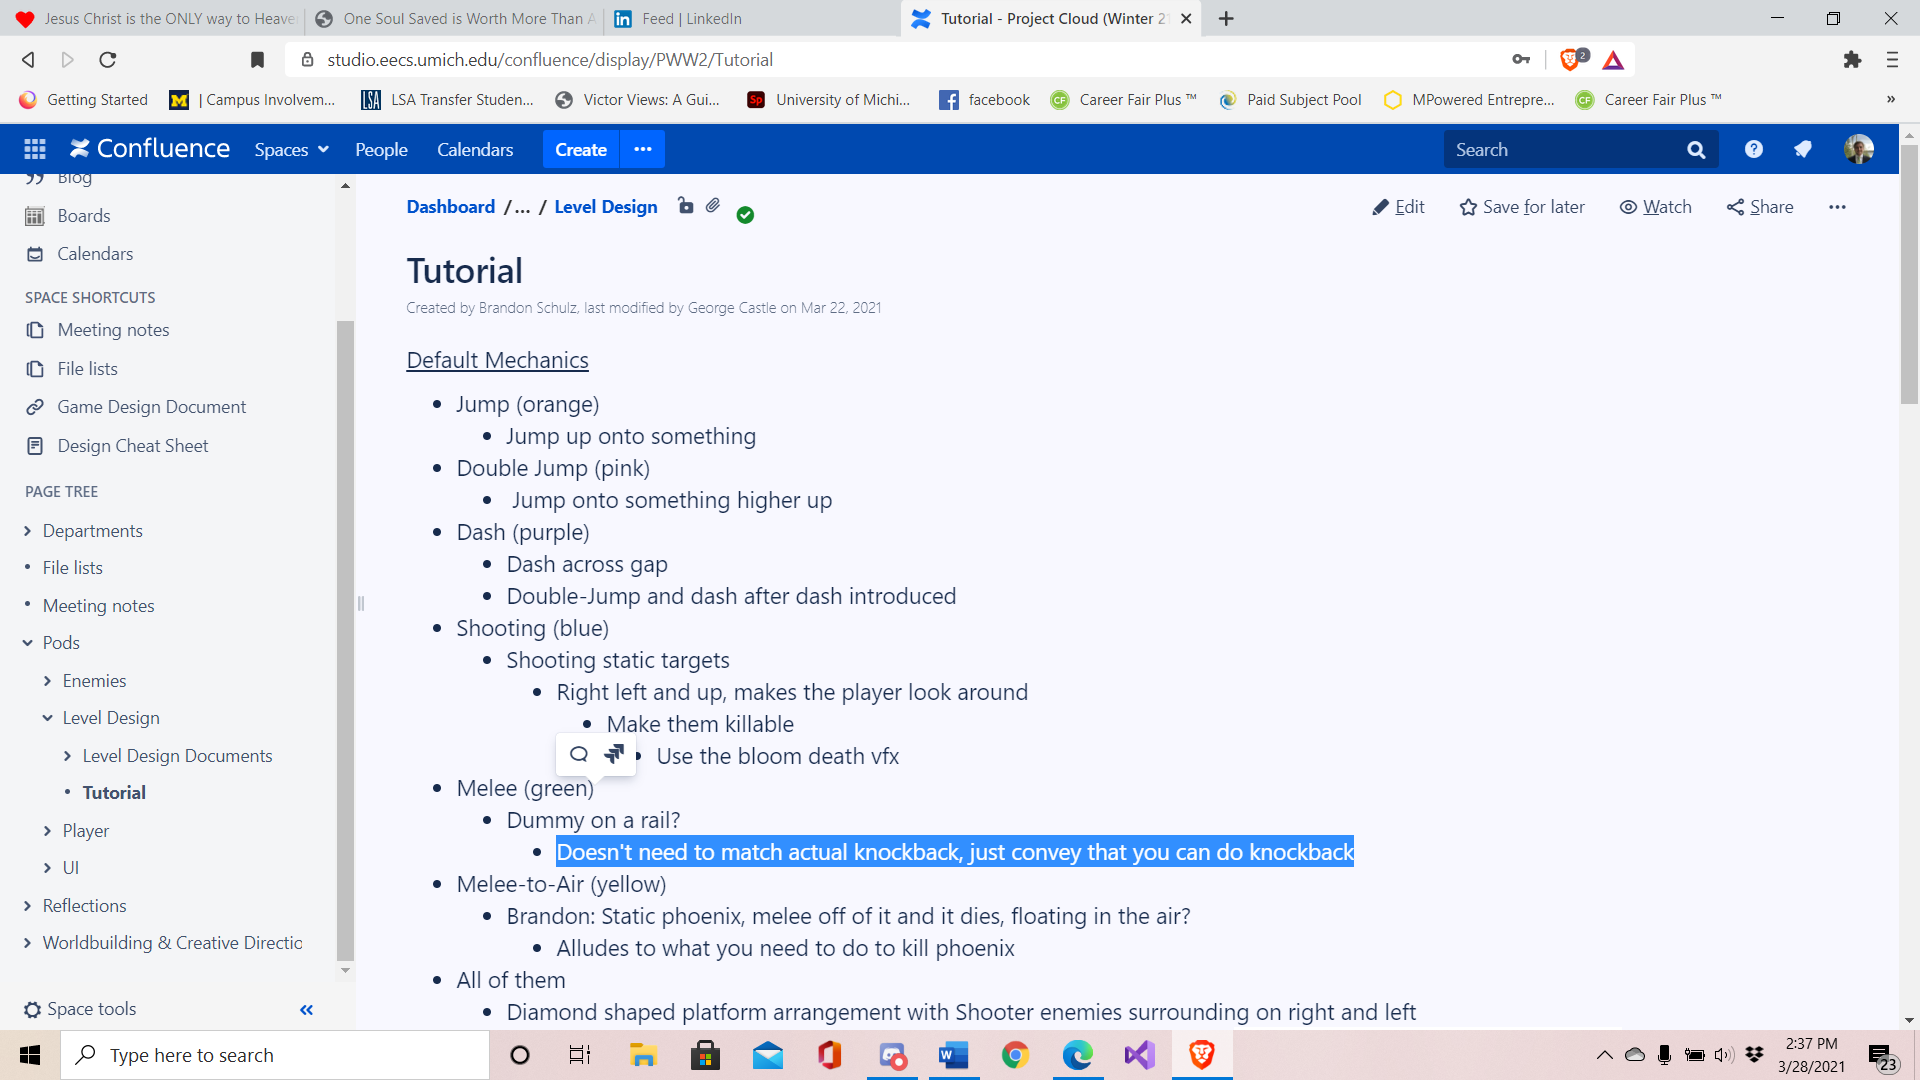 Jesus Christ is the ONLY way to Heave
One Soul Saved is Worth More Than A
Feed | LinkedIn
Tutorial - Project Cloud (Winter 21
studio.eecs.umich.edu/confluence/display/PWW2/Tutorial
2
Getting Started
M | Campus Involvem...
LSA LSA Transfer Studen...
Victor Views: A Gui...
Sp University of Michi...
facebook
CF Career Fair Plus ™
Paid Subject Pool
MPowered Entrepre...
CF Career Fair Plus ™
»
Confluence
Spaces
People
Calendars
Create
Search
Blog
Boards
Calendars
SPACE SHORTCUTS
Meeting notes
File lists
Game Design Document
Design Cheat Sheet
PAGE TREE
Departments
File lists
Meeting notes
Pods
Enemies
Level Design
Level Design Documents
Tutorial
Player
UI
Reflections
Worldbuilding & Creative Directio
Space tools
«
Dashboard /... / Level Design
Edit
Save for later
Watch
Share
Tutorial
Created by Brandon Schulz, last modified by George Castle on Mar 22, 2021
Default Mechanics
• Jump (orange)
• Jump up onto something
• Double Jump (pink)
• Jump onto something higher up
• Dash (purple)
• Dash across gap
• Double-Jump and dash after dash introduced
• Shooting (blue)
• Shooting static targets
• Right left and up, makes the player look around
• Make them killable
• Use the bloom death vfx
• Melee (green)
• Dummy on a rail?
• Doesn't need to match actual knockback, just convey that you can do knockback
• Melee-to-Air (yellow)
• Brandon: Static phoenix, melee off of it and it dies, floating in the air?
• Alludes to what you need to do to kill phoenix
• All of them
• Diamond shaped platform arrangement with Shooter enemies surrounding on right and left
Type here to search
2:37 PM
3/28/2021
23